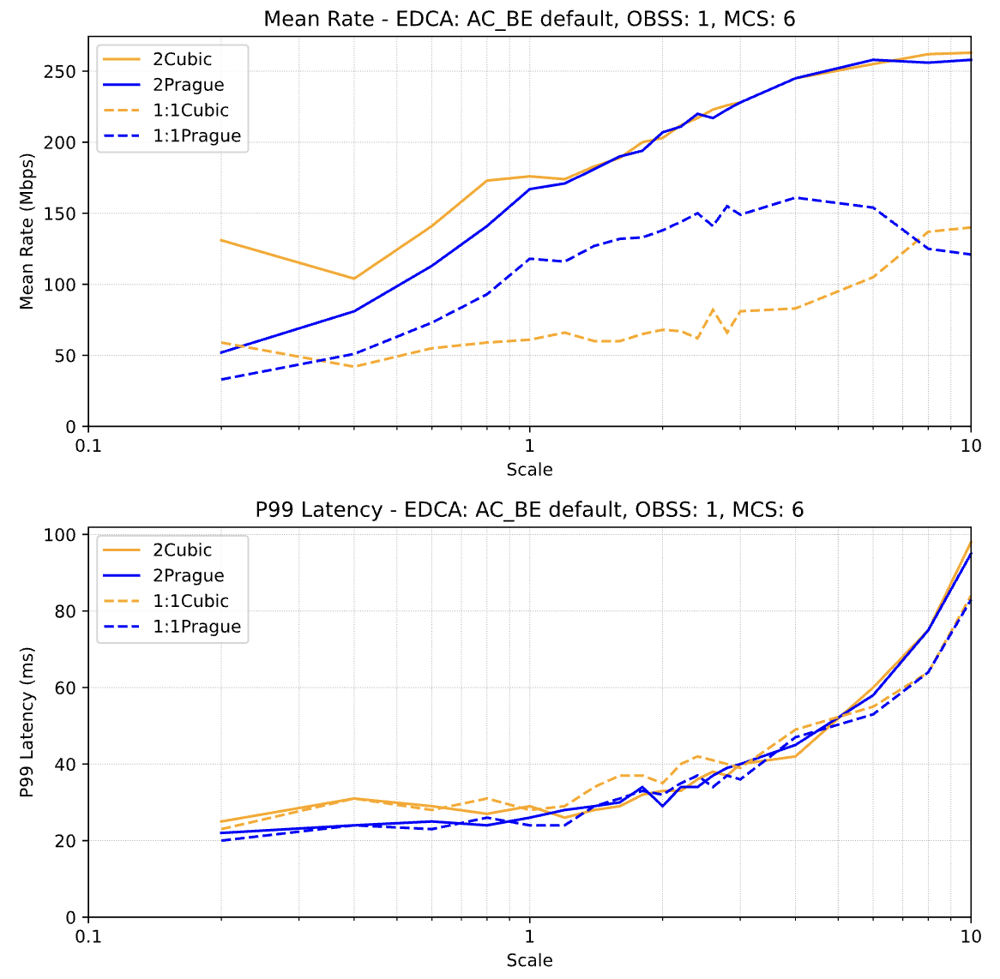 Mean Rate - EDCA: AC_BE default, OBSS: 1, MCS: 6
2Cubic
2Prague
1:1Cubic
1:1Prague
Mean Rate (Mbps)
250
200
150
100
50
0
0.1 1 10
Scale
P99 Latency - EDCA: AC_BE default, OBSS: 1, MCS: 6
2Cubic
2Prague
1:1Cubic
1:1Prague
P99 Latency (ms)
100
80
60
40
20
0
0.1 1 10
Scale